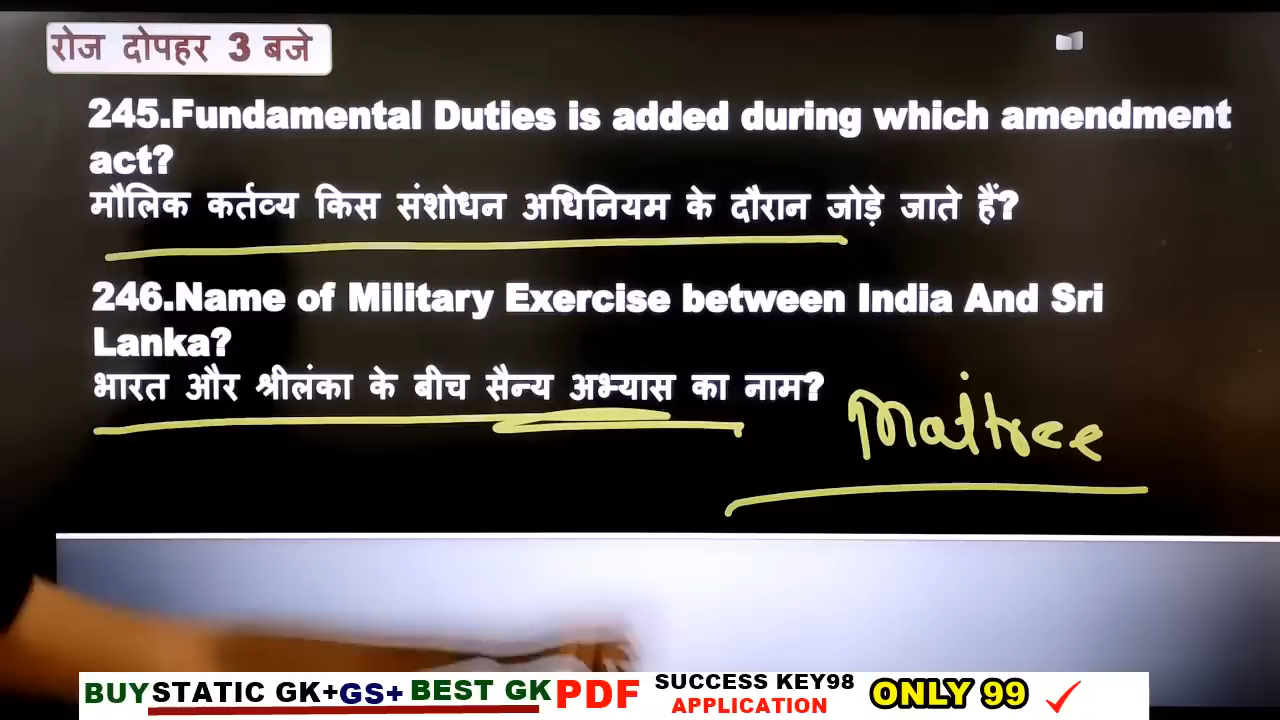 रोज दोपहर 3 बजे
245.Fundamental Duties is added during which amendment
act?
मौलिक कर्तव्य किस संशोधन अधिनियम के दौरान जोड़े जाते हैं?
246.Name of Military Exercise between India And Sri
Lanka?
भारत और श्रीलंका के बीच सैन्य अभ्यास का नाम?
Maitree
BUY STATIC GK+GS+ BEST GK PDF SUCCESS KEY98 APPLICATION ONLY 99